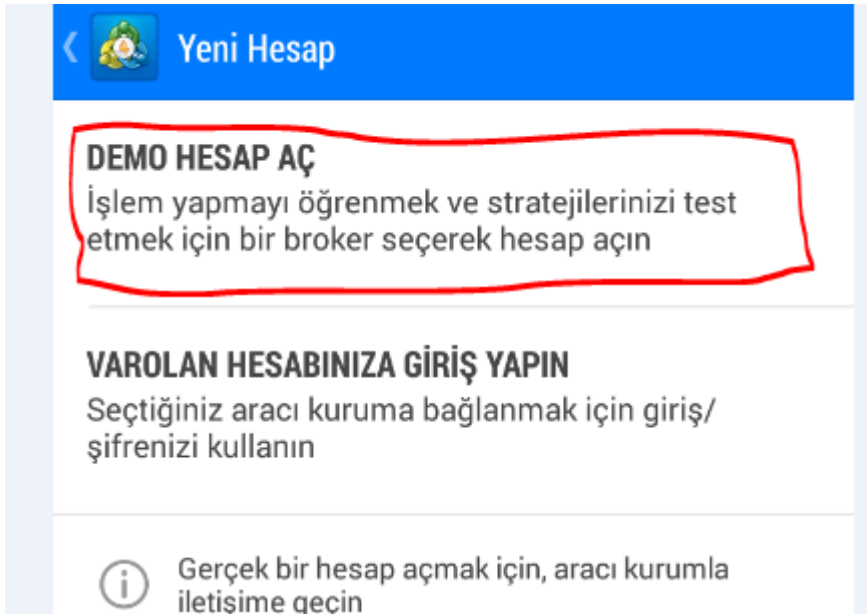 Yeni Hesap
DEMO HESAP AÇ
İşlem yapmayı öğrenmek ve stratejilerinizi test
etmek için bir broker seçerek hesap açın
VAROLAN HESABINIZA GİRİŞ YAPIN
Seçtiğiniz aracı kuruma bağlanmak için giriş/
şifrenizi kullanın
Gerçek bir hesap açmak için, aracı kurumla
iletişime geçin